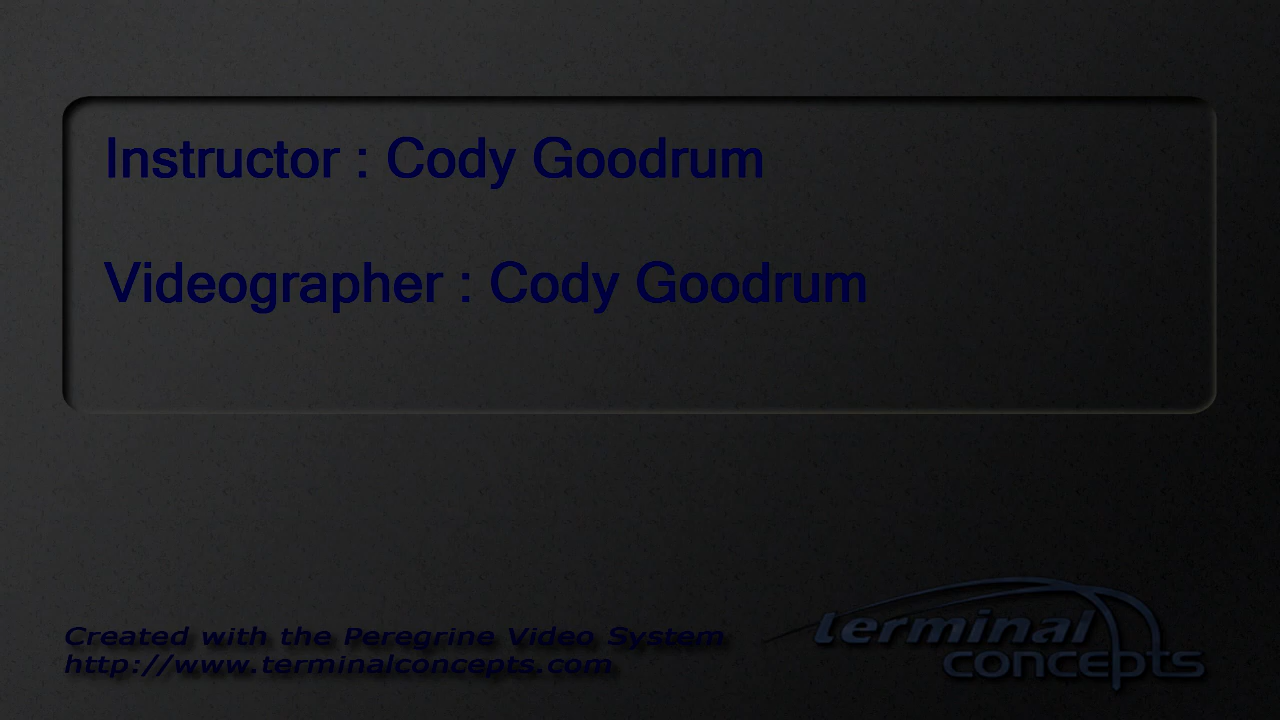 Instructor : Cody Goodrum
Videographer : Cody Goodrum
Created with the Peregrine Video System
http://www.terminalconcepts.com
terminal
concepts